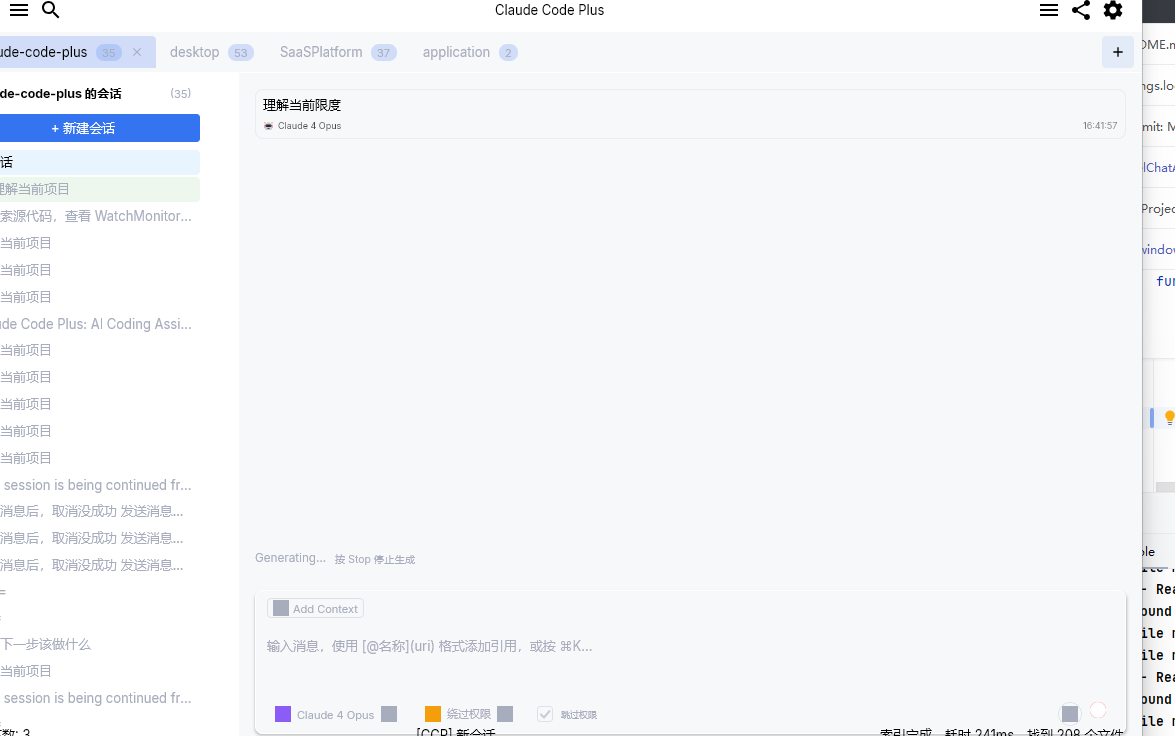 Claude Code Plus
ude-code-plus 35
desktop 53
SaaSPlatform 37
application 2
+
de-code-plus 的会话 (35)
+ 新建会话
话
理解当前项目
索源代码，查看 WatchMonitor...
当前项目
当前项目
当前项目
ude Code Plus: AI Coding Assi...
当前项目
当前项目
当前项目
当前项目
当前项目
session is being continued fr...
消息后，取消没成功 发送消息...
消息后，取消没成功 发送消息...
消息后，取消没成功 发送消息...
下一步该做什么
当前项目
session is being continued fr...
数: 3
理解当前限度
Claude 4 Opus
16:41:57
Generating... 按 Stop 停止生成
Add Context
输入消息，使用 [@名称](uri) 格式添加引用，或按 ⌘K...
Claude 4 Opus
绕过权限
跳过权限
[CCP] 新会话
索引完成，耗时 241ms，找到 208 个文件
OME.m
ngs.lo
mit: M
lChatA
Projec
window
fun
ole
- Rea
ound
ile
ile
- Rea
ound
ile